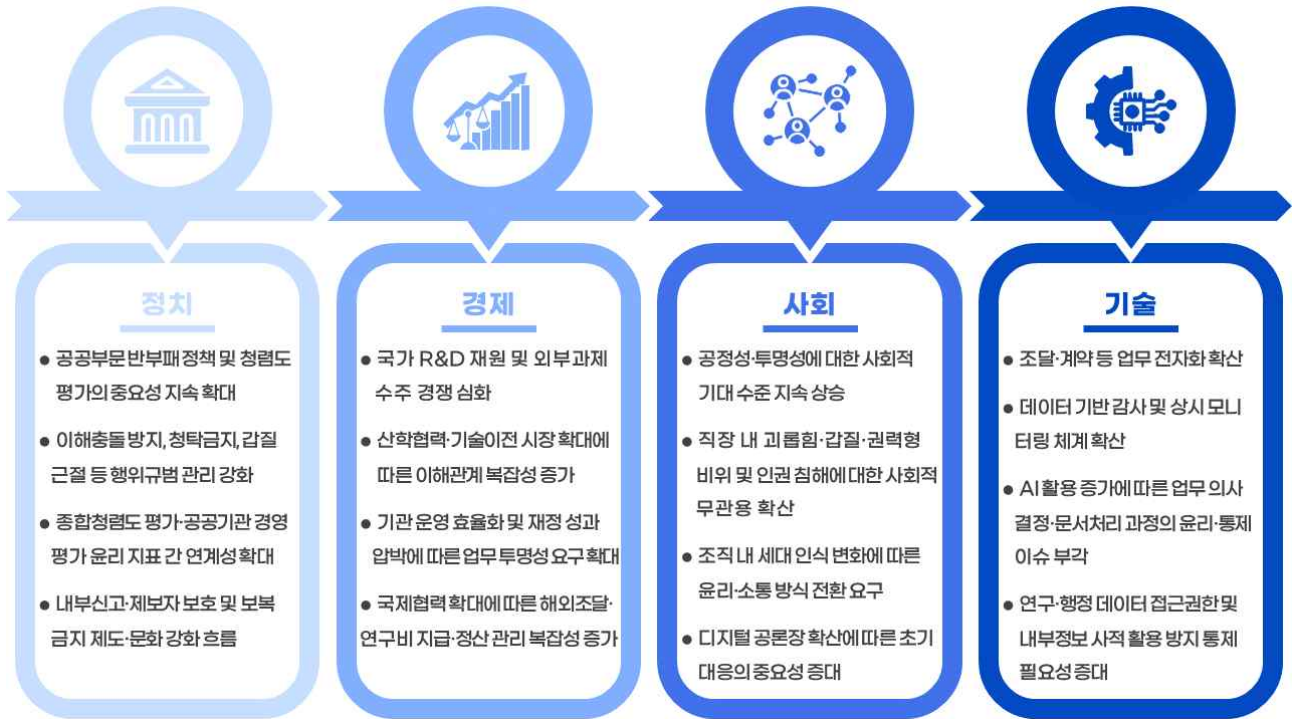 정치
● 공공부문 반부패 정책 및 청렴도
평가의 중요성 지속 확대
● 이해충돌 방지, 청탁금지, 갑질
근절 등 행위규범 관리 강화
● 종합청렴도 평가·공공기관 경영
평가 윤리 지표 간 연계성 확대
● 내부신고·제보자 보호 및 보복
금지 제도·문화 강화 흐름
경제
● 국가 R&D 재원 및 외부과제
수주 경쟁 심화
● 산학협력·기술이전 시장 확대에
따른 이해관계 복잡성 증가
● 기관 운영 효율화 및 재정 성과
압박에 따른 업무 투명성 요구 확대
● 국제협력 확대에 따른 해외조달·
연구비 지급·정산 관리 복잡성 증가
사회
● 공정성·투명성에 대한 사회적
기대 수준 지속 상승
● 직장 내 괴롭힘·갑질·권력형
비위 및 인권 침해에 대한 사회적
무관용 확산
● 조직 내 세대 인식 변화에 따른
윤리·소통 방식 전환 요구
● 디지털 공론장 확산에 따른 초기
대응의 중요성 증대
기술
● 조달·계약 등 업무 전자화 확산
● 데이터 기반 감사 및 상시 모니
터링 체계 확산
● AI 활용 증가에 따른 업무 의사
결정·문서처리 과정의 윤리·통제
이슈 부각
● 연구·행정 데이터 접근권한 및
내부정보 사적 활용 방지 통제
필요성 증대